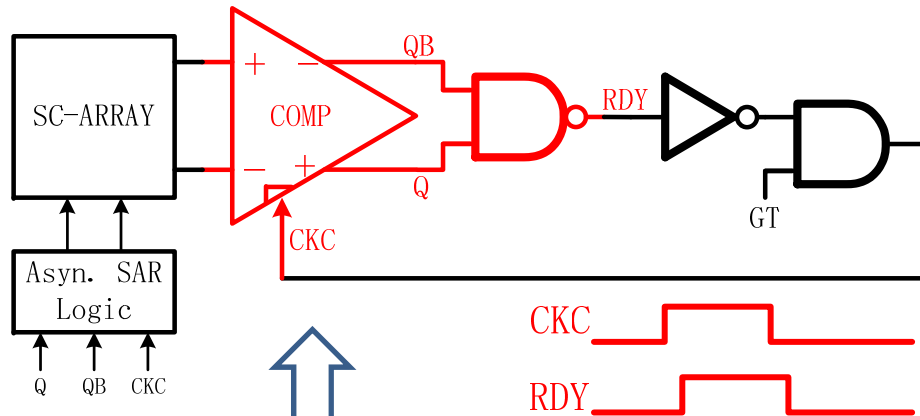 QB
SC-ARRAY
+ −
COMP
− +
Q
RDY
GT
CKC
Asyn. SAR
Logic
Q QB CKC
CKC
RDY